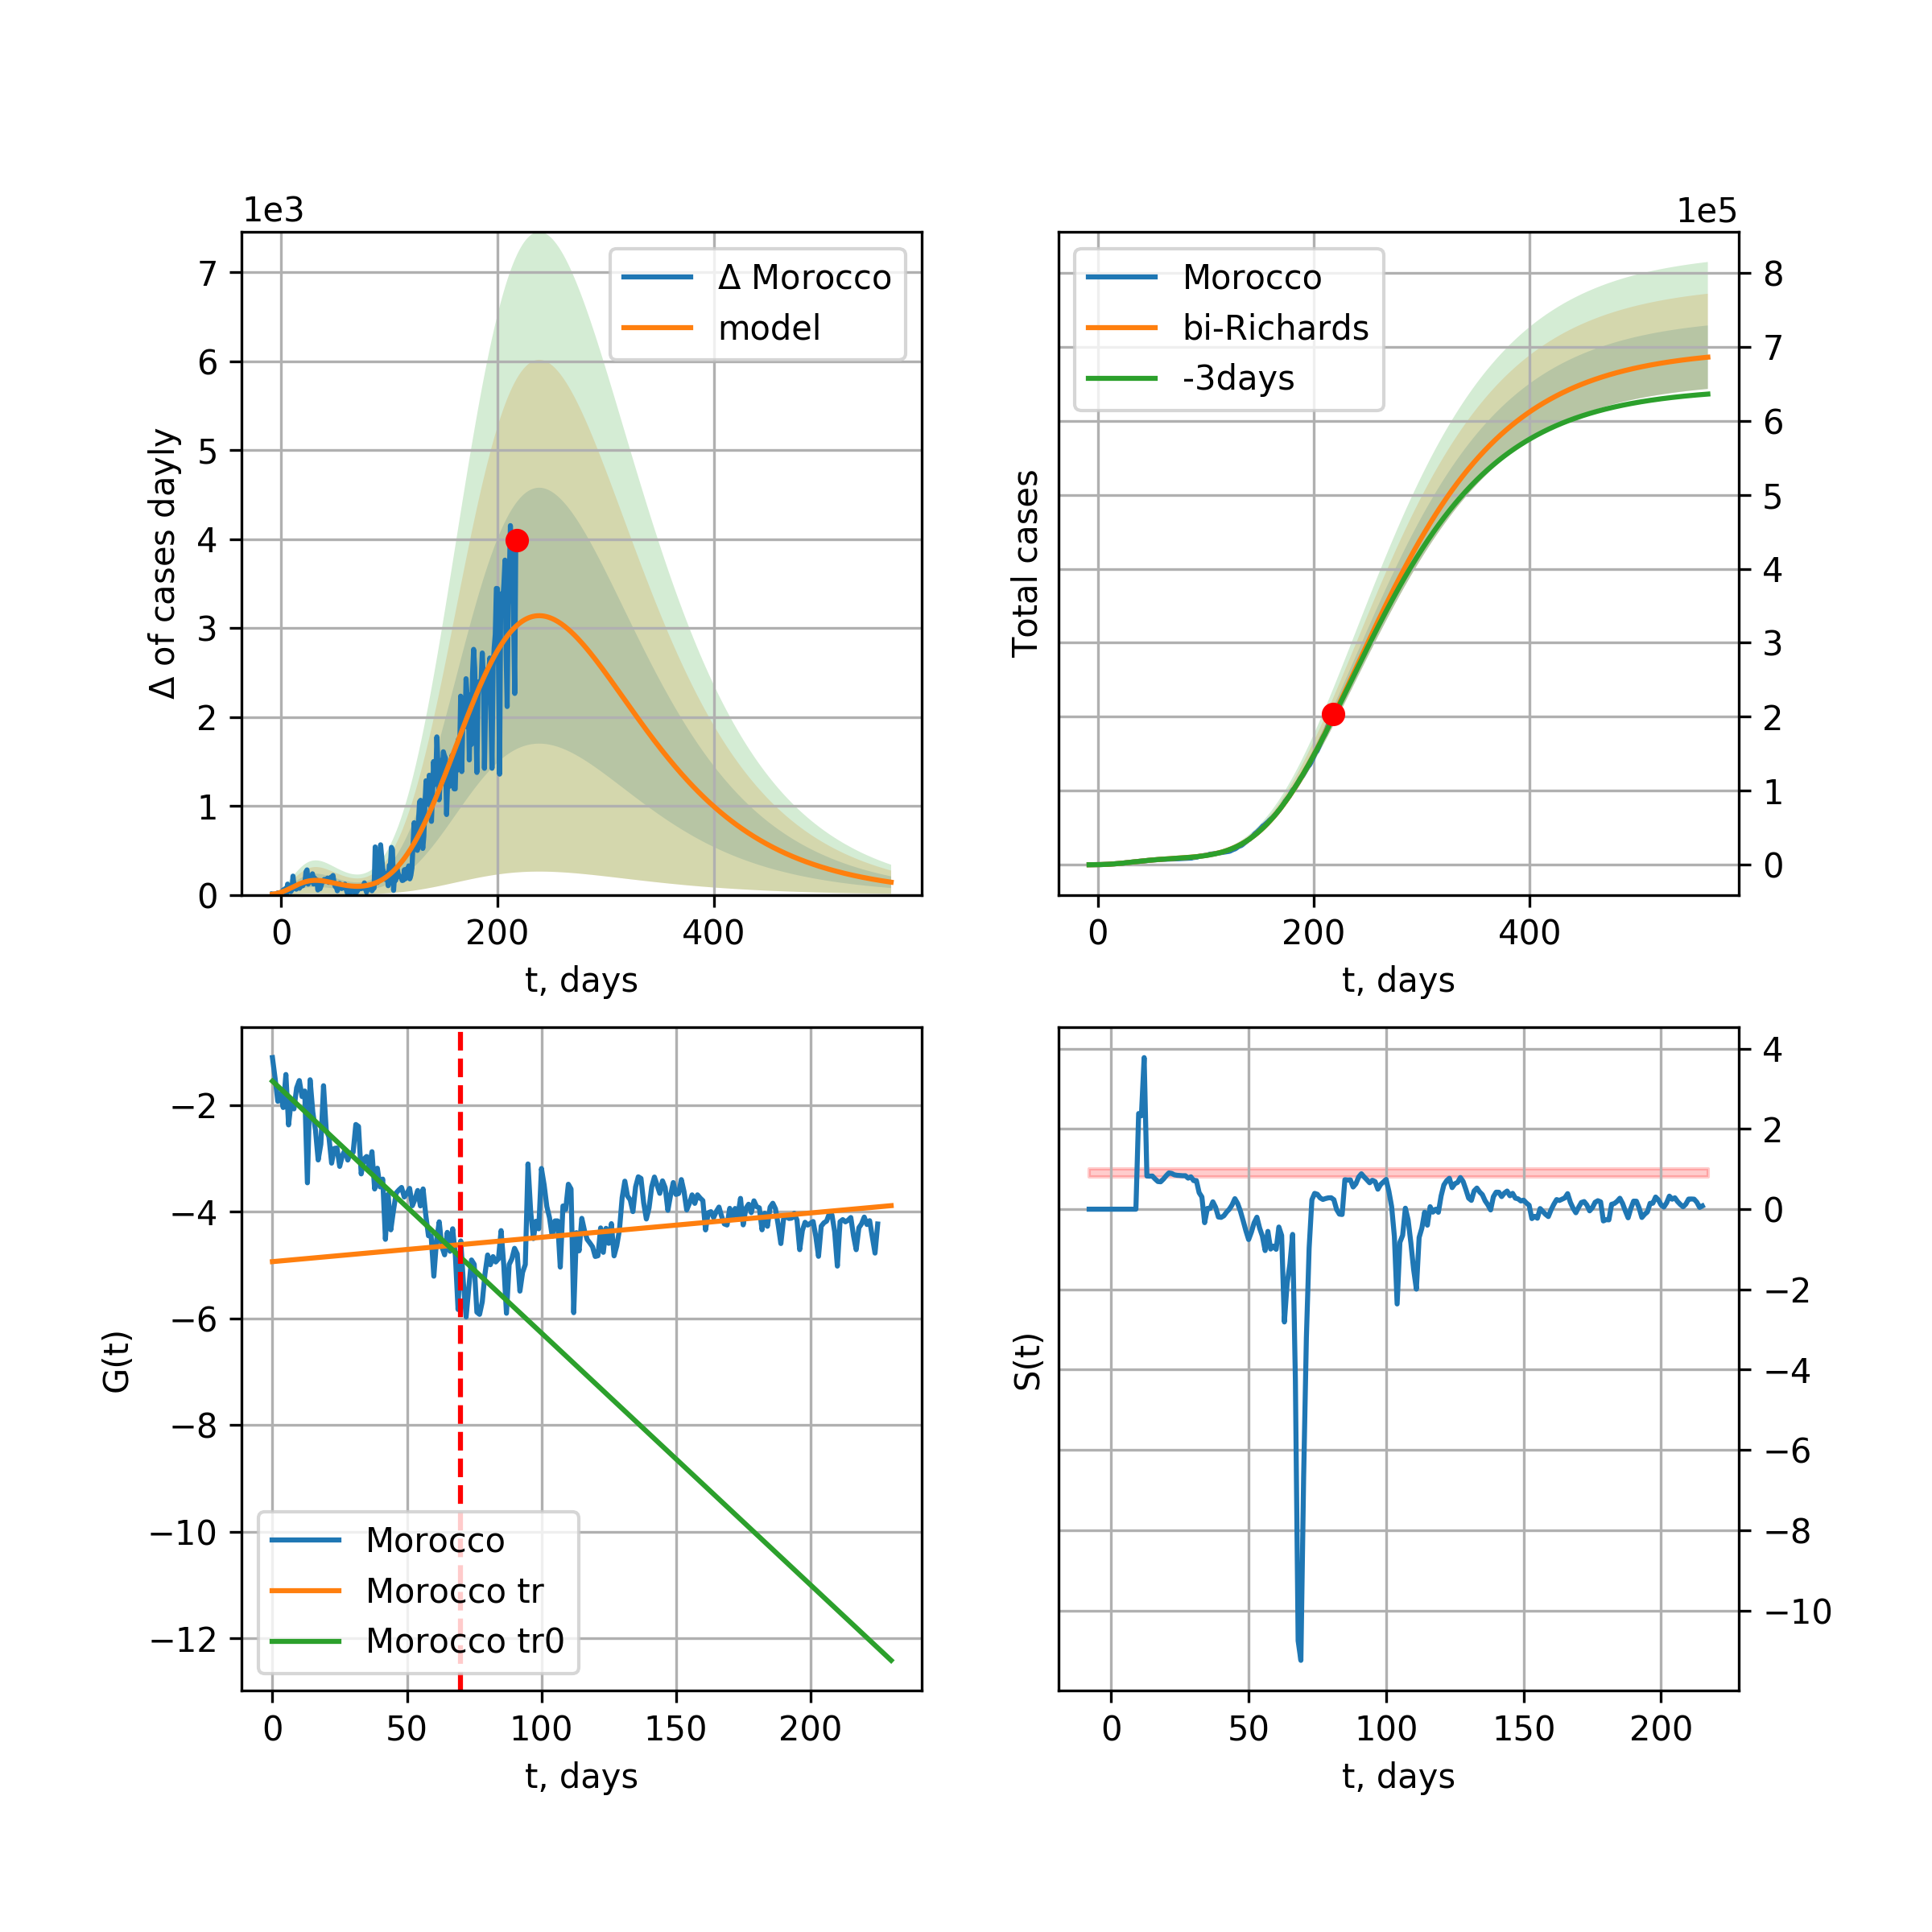 1e3
Δ of cases dayly
7
6
5
4
3
2
1
0
0 200 400
t, days
Δ Morocco
model
1e5
Total cases
8
7
6
5
4
3
2
1
0
0 200 400
t, days
Morocco
bi-Richards
-3days
G(t)
−2
−4
−6
−8
−10
−12
0 50 100 150 200
t, days
Morocco
Morocco tr
Morocco tr0
S(t)
4
2
0
−2
−4
−6
−8
−10
0 50 100 150 200
t, days